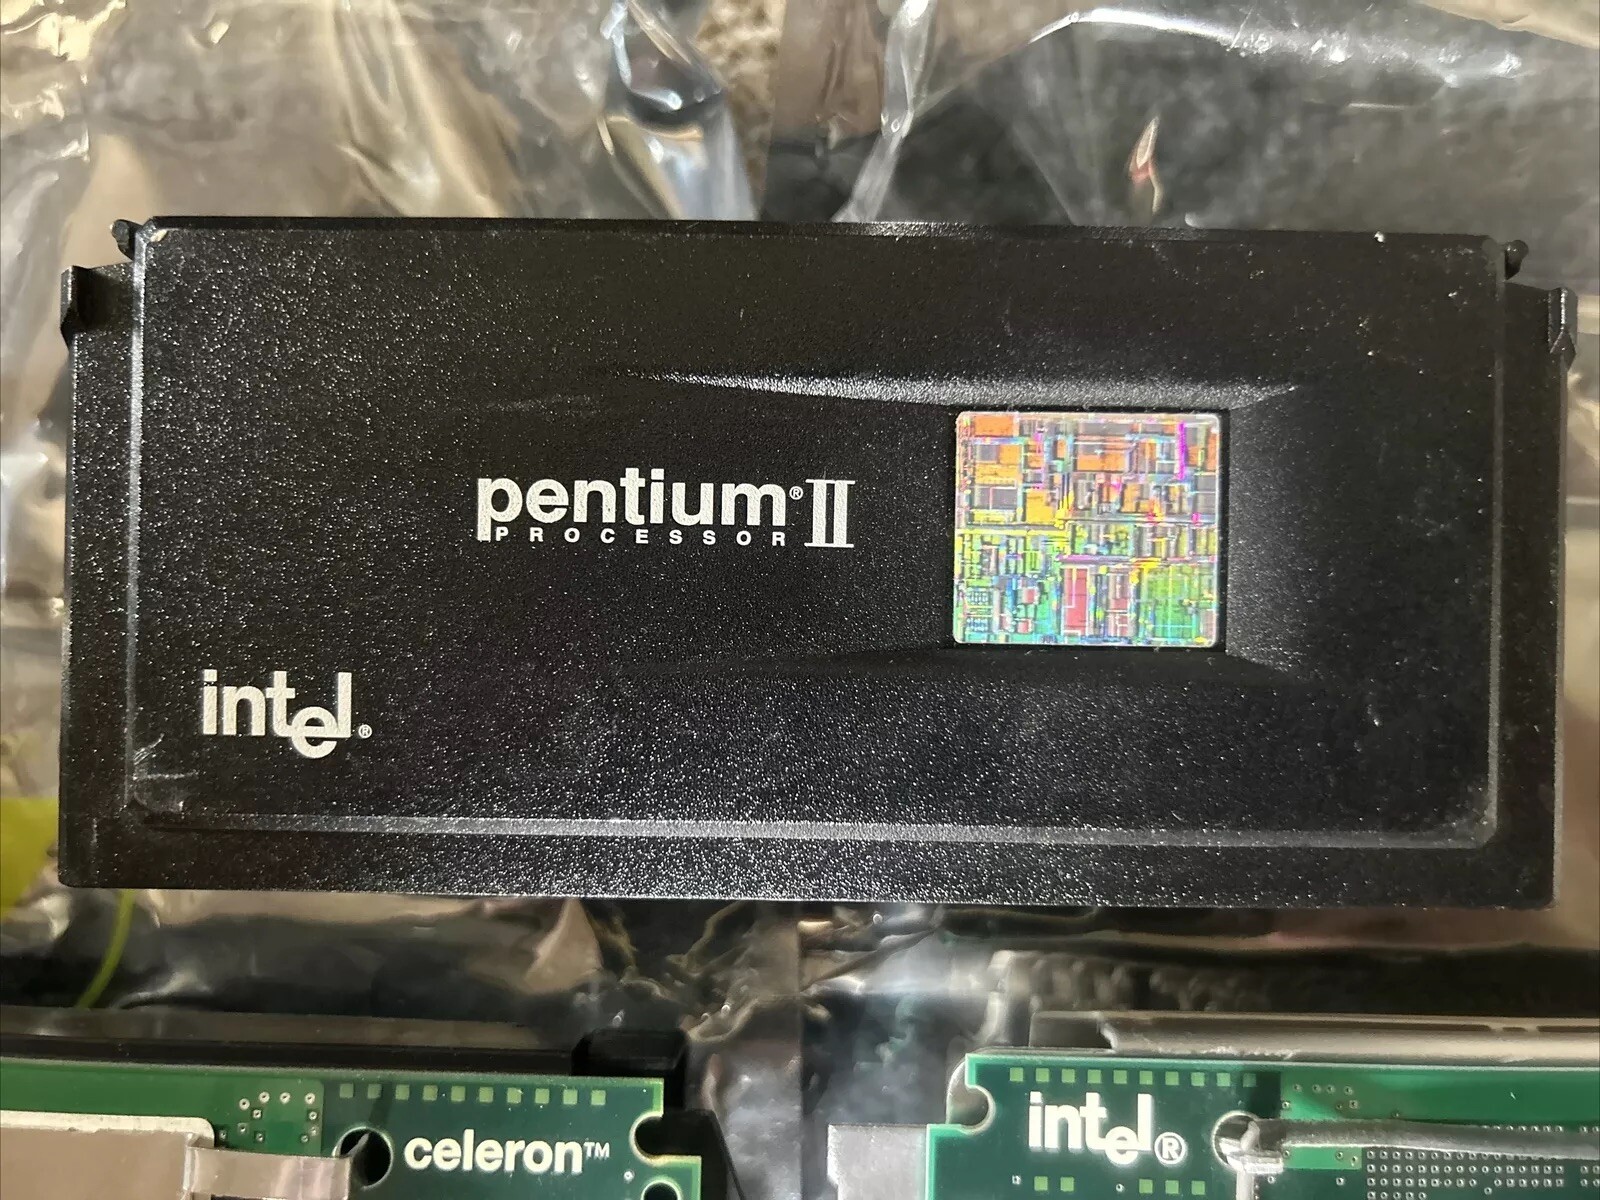 pentium® II
PROCESSOR
intel®
celeron™
intel®